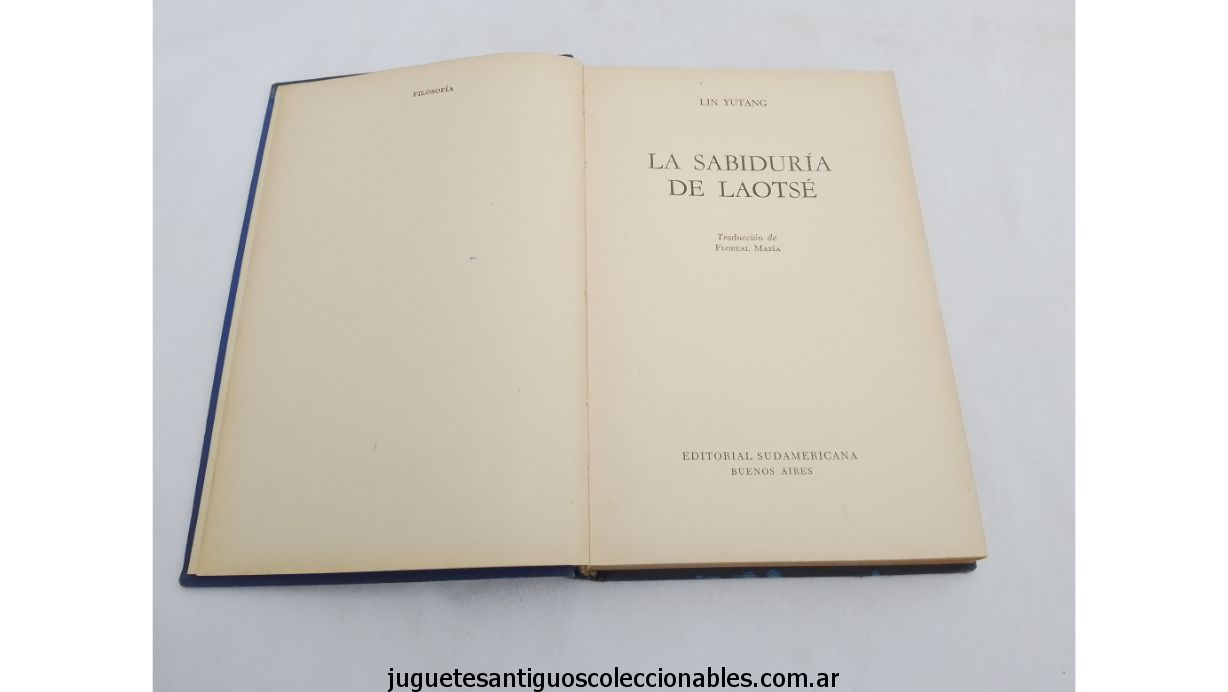 FILOSOFÍA
LIN YUTANG
LA SABIDURÍA
DE LAOTSÉ
Traducción de
FLOREAL MAZÍA
EDITORIAL SUDAMERICANA
BUENOS AIRES
juguetesantiguoscoleccionables.com.ar